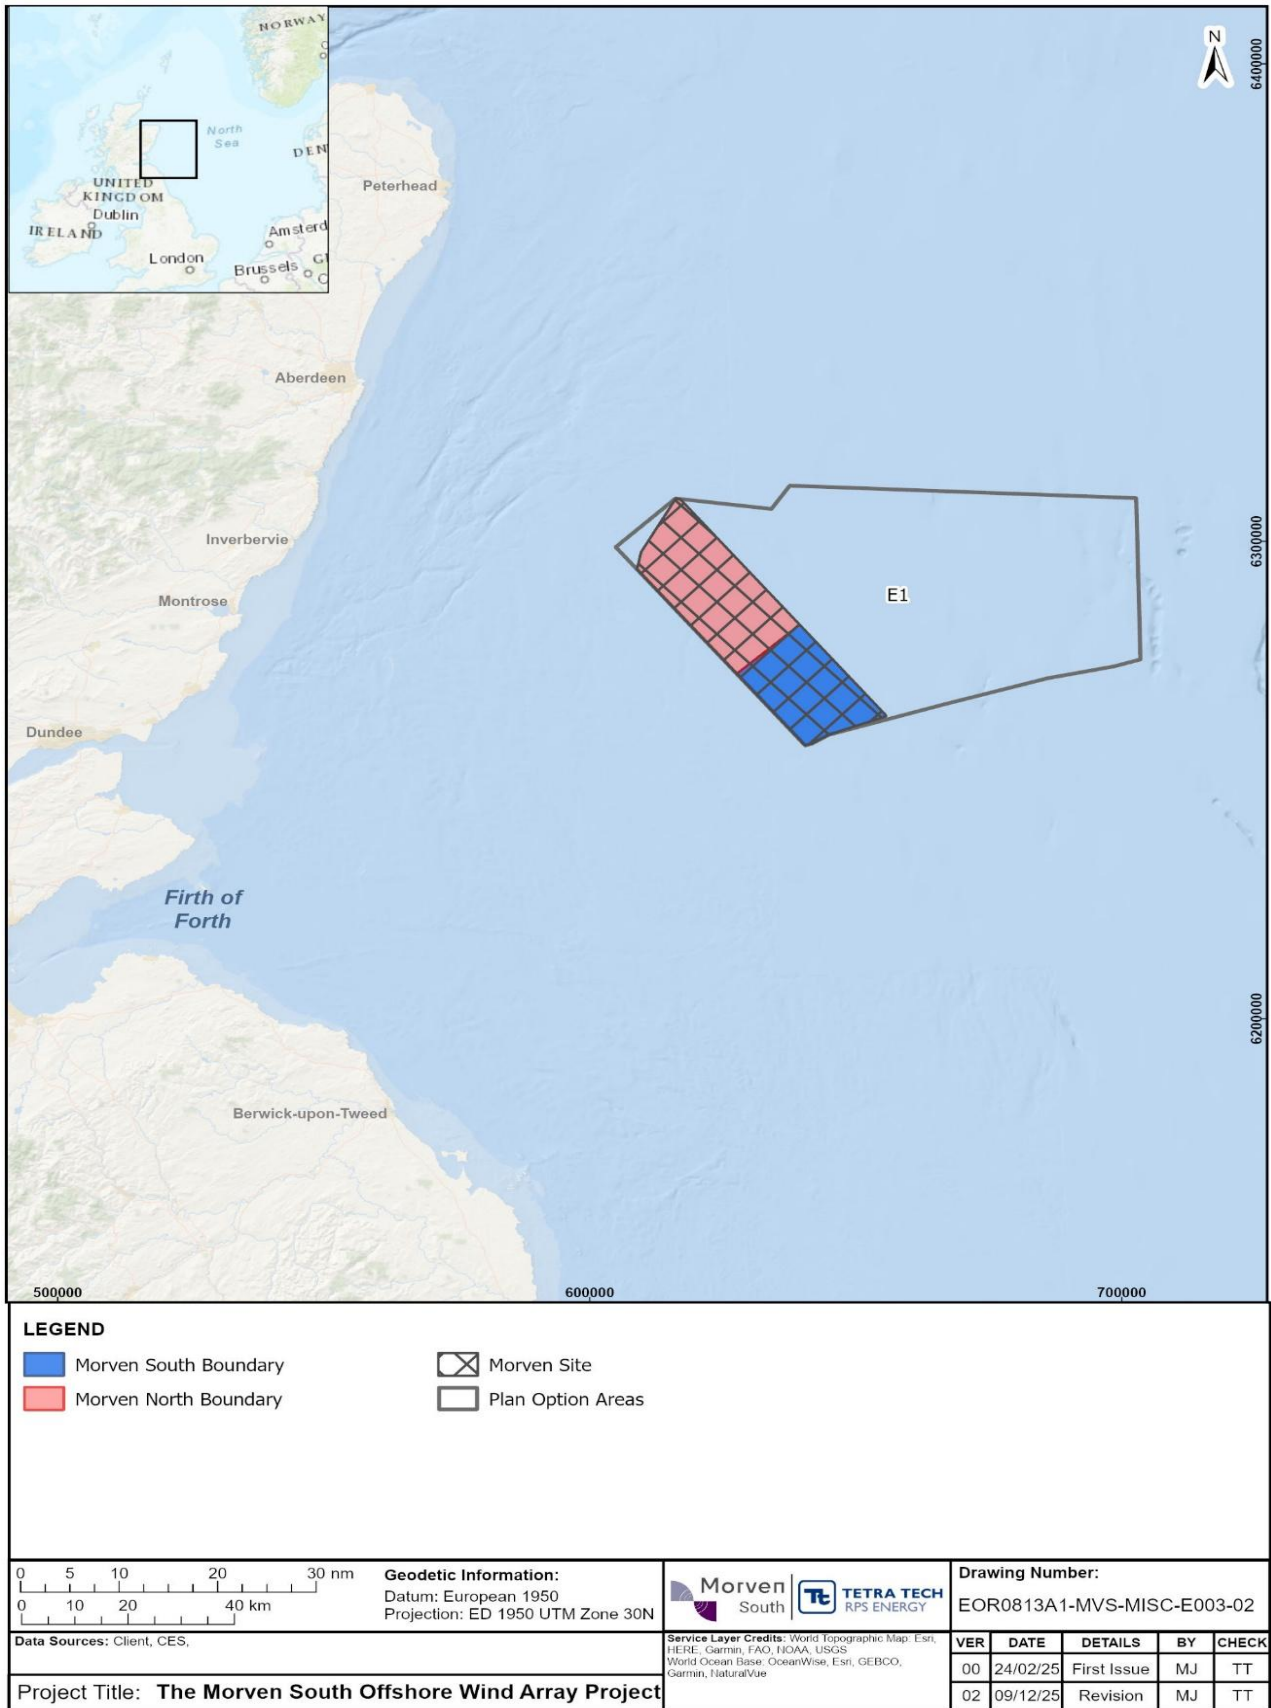 NORWAY
North
Sea
DEN
UNITED
KINGDOM
Dublin
IRELAND
Amsterd
London
Brussels
N
6400000
Peterhead
Aberdeen
6300000
Inverbervie
E1
Montrose
Dundee
Firth of
Forth
6200000
Berwick-upon-Tweed
500000
600000
700000
LEGEND
Morven South Boundary
Morven Site
Morven North Boundary
Plan Option Areas
0 5 10 20 30 nm
0 10 20 40 km
Geodetic Information:
Datum: European 1950
Projection: ED 1950 UTM Zone 30N
Morven
South
Tt
TETRA TECH
RPS ENERGY
Drawing Number:
EOR0813A1-MVS-MISC-E003-02
Data Sources: Client, CES,
Service Layer Credits: World Topographic Map: Esri,
HERE, Garmin, FAO, NOAA, USGS
World Ocean Base: OceanWise, Esri, GEBCO,
Garmin, NaturalVue
VER DATE DETAILS BY CHECK
00 24/02/25 First Issue MJ TT
02 09/12/25 Revision MJ TT
Project Title: The Morven South Offshore Wind Array Project